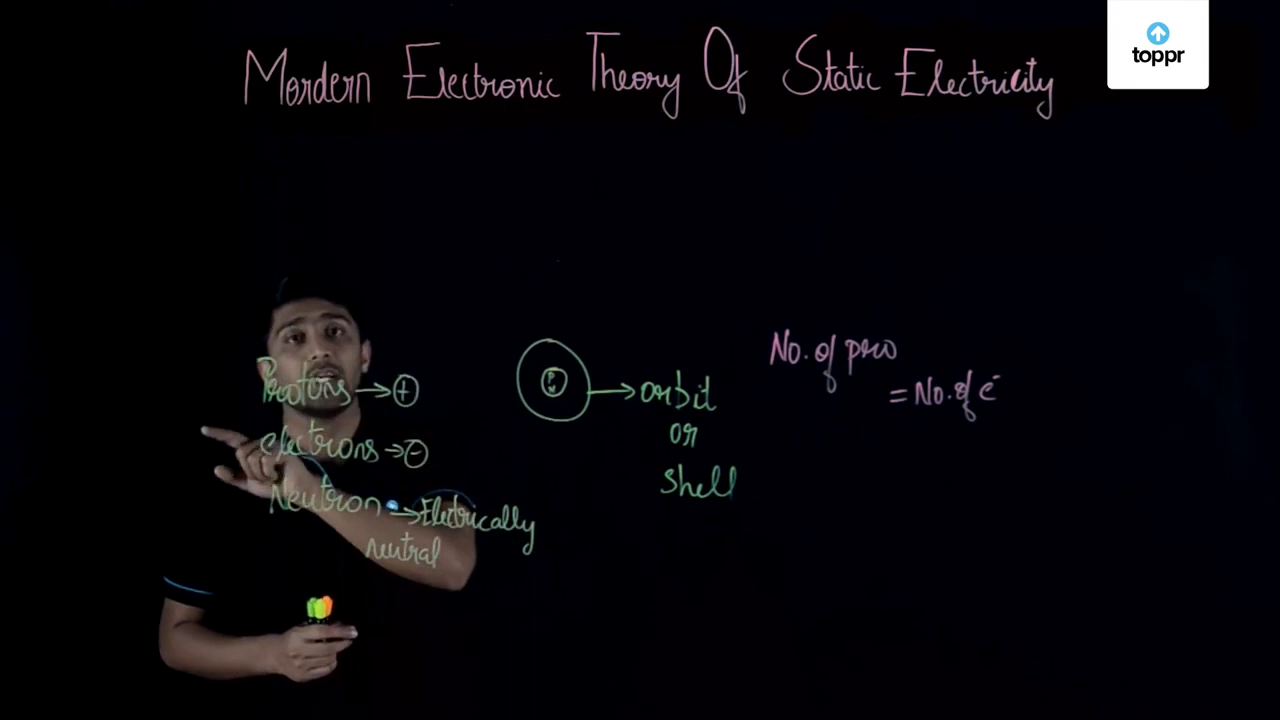 Mordern Electronic Theory Of Static Electricity
toppr
Protons → +
electrons → -
Neutron → Electrically
neutral
P
N
→ orbit
or
shell
No. of pro
= No. of e⁻